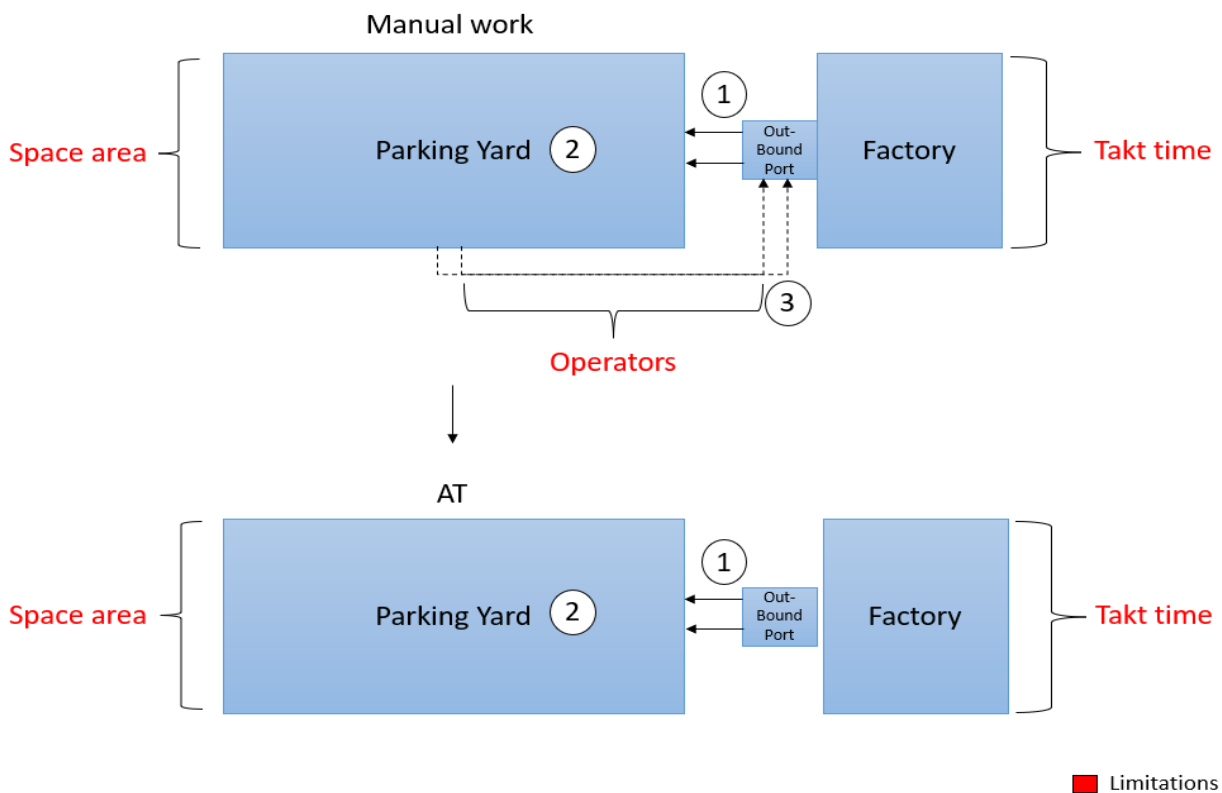 Manual work
1
Space area
Parking Yard
2
Out-
Bound
Port
Factory
Takt time
3
Operators
AT
1
Space area
Parking Yard
2
Out-
Bound
Port
Factory
Takt time
Limitations